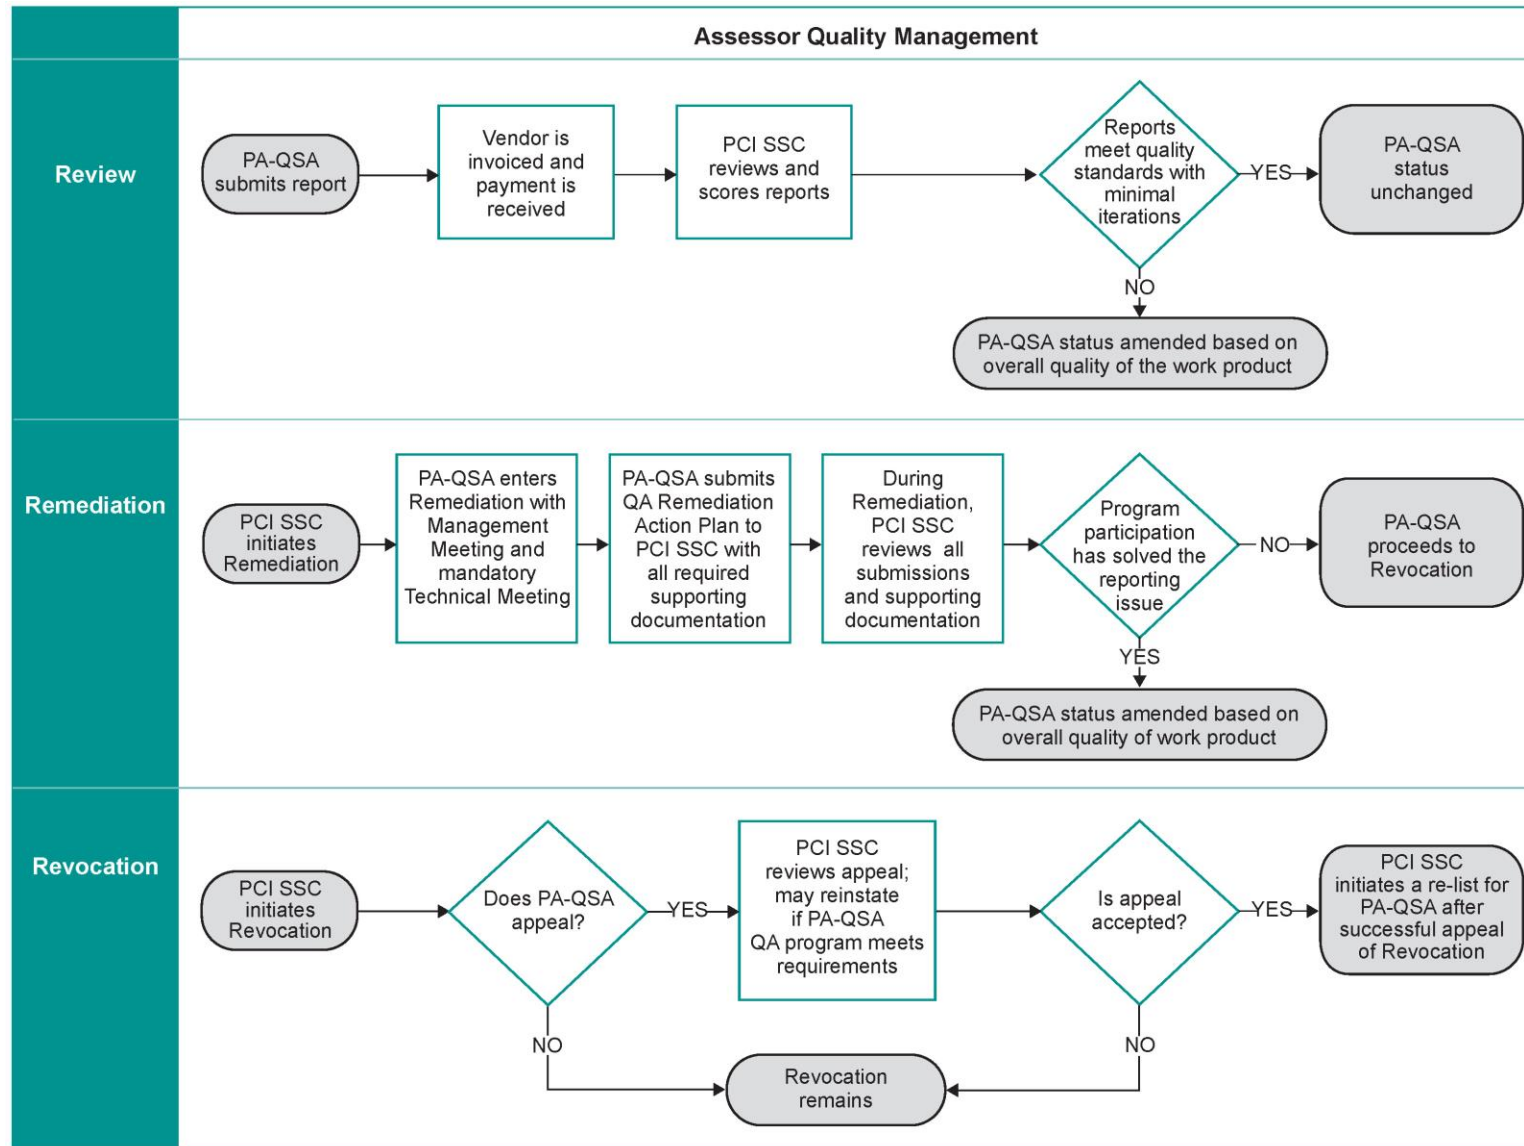 Assessor Quality Management
Review
PA-QSA
submits report
Vendor is
invoiced and
payment is
received
PCI SSC
reviews and
scores reports
Reports
meet quality
standards with
minimal
iterations
YES
PA-QSA
status
unchanged
NO
PA-QSA status amended based on
overall quality of the work product
Remediation
PCI SSC
initiates
Remediation
PA-QSA enters
Remediation with
Management
Meeting and
mandatory
Technical Meeting
PA-QSA submits
QA Remediation
Action Plan to
PCI SSC with
all required
supporting
documentation
During
Remediation,
PCI SSC
reviews all
submissions
and supporting
documentation
Program
participation
has solved the
reporting
issue
NO
PA-QSA
proceeds to
Revocation
YES
PA-QSA status amended based on
overall quality of work product
Revocation
PCI SSC
initiates
Revocation
Does PA-QSA
appeal?
YES
PCI SSC
reviews appeal;
may reinstate
if PA-QSA
QA program meets
requirements
Is appeal
accepted?
YES
PCI SSC
initiates a re-list for
PA-QSA after
successful appeal
of Revocation
NO
NO
Revocation
remains